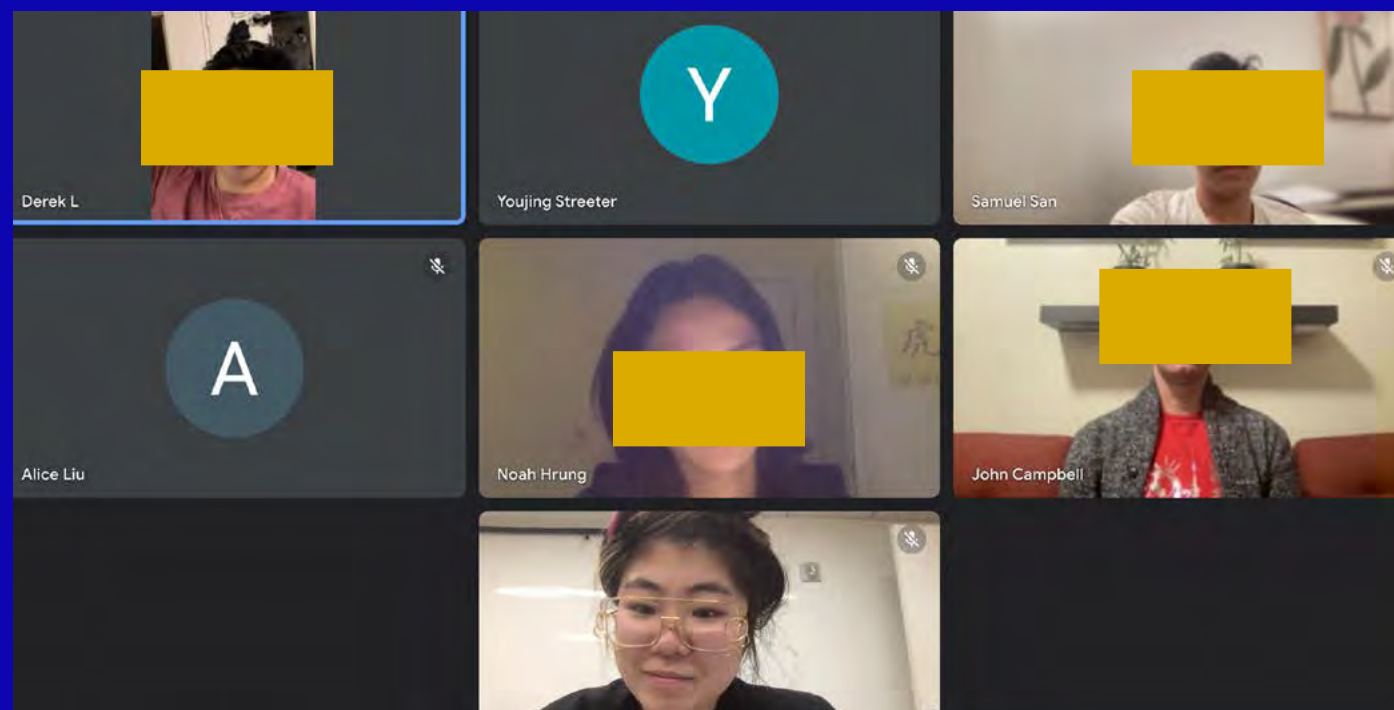 Derek L
Y
Youjing Streeter
Samuel San
A
Alice Liu
虎
Noah Hrung
John Campbell